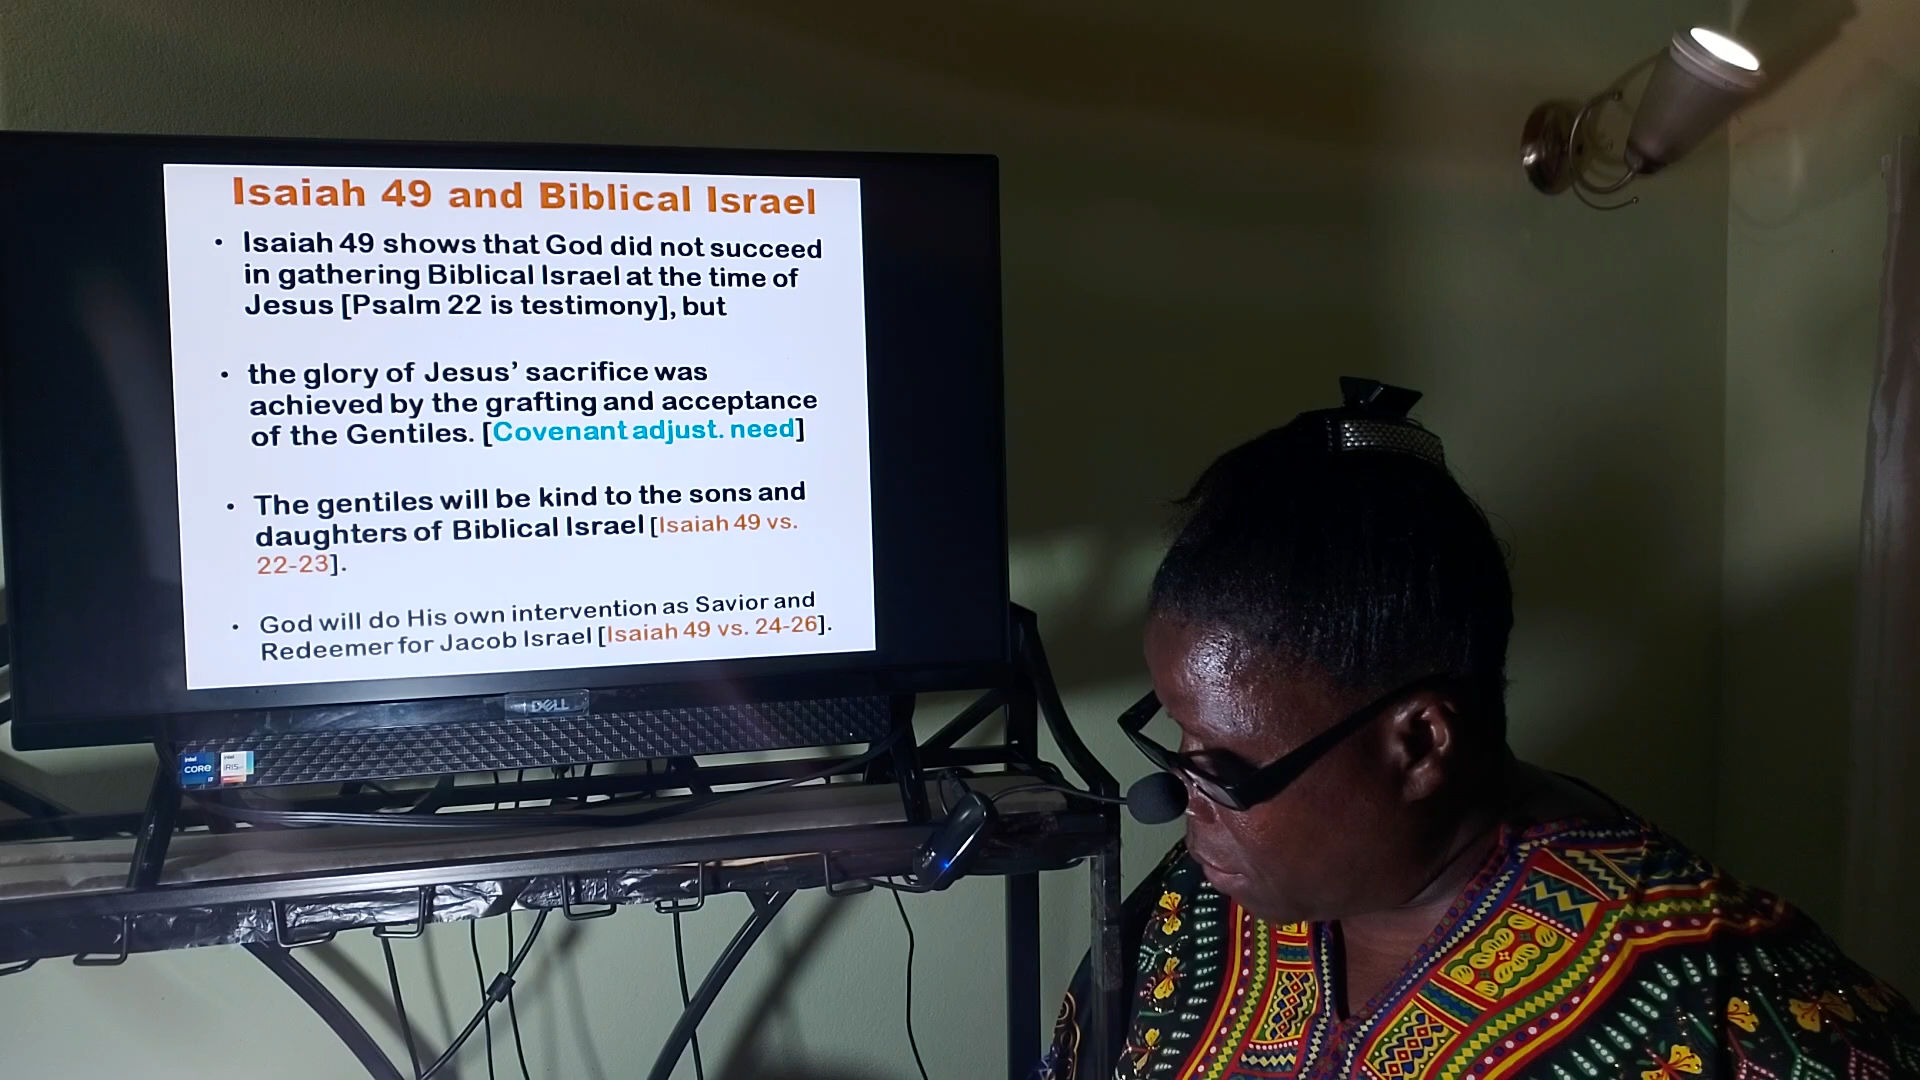 Isaiah 49 and Biblical Israel
• Isaiah 49 shows that God did not succeed
in gathering Biblical Israel at the time of
Jesus [Psalm 22 is testimony], but
• the glory of Jesus’ sacrifice was
achieved by the grafting and acceptance
of the Gentiles. [Covenant adjust. need]
• The gentiles will be kind to the sons and
daughters of Biblical Israel [Isaiah 49 vs.
22-23].
• God will do His own intervention as Savior and
Redeemer for Jacob Israel [Isaiah 49 vs. 24-26].
DELL
intel
CORE
i7
intel
IRIS